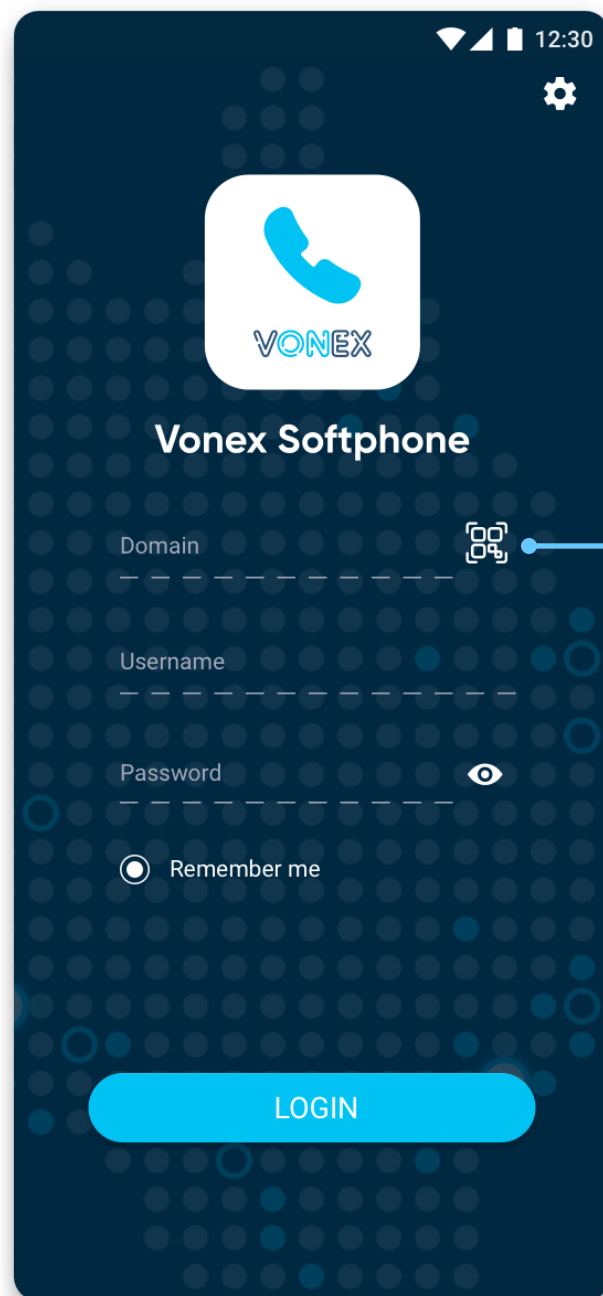 12:30
VONEX
Vonex Softphone
Domain
Username
Password
Remember me
LOGIN